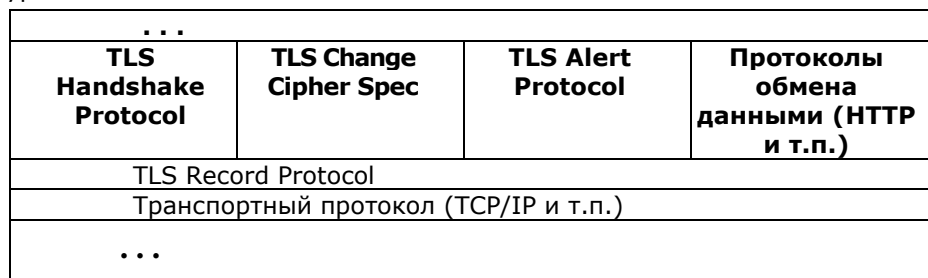 ...
TLS
Handshake
Protocol
TLS Change
Cipher Spec
TLS Alert
Protocol
Протоколы
обмена
данными (HTTP
и т.п.)
TLS Record Protocol
Транспортный протокол (TCP/IP и т.п.)
...